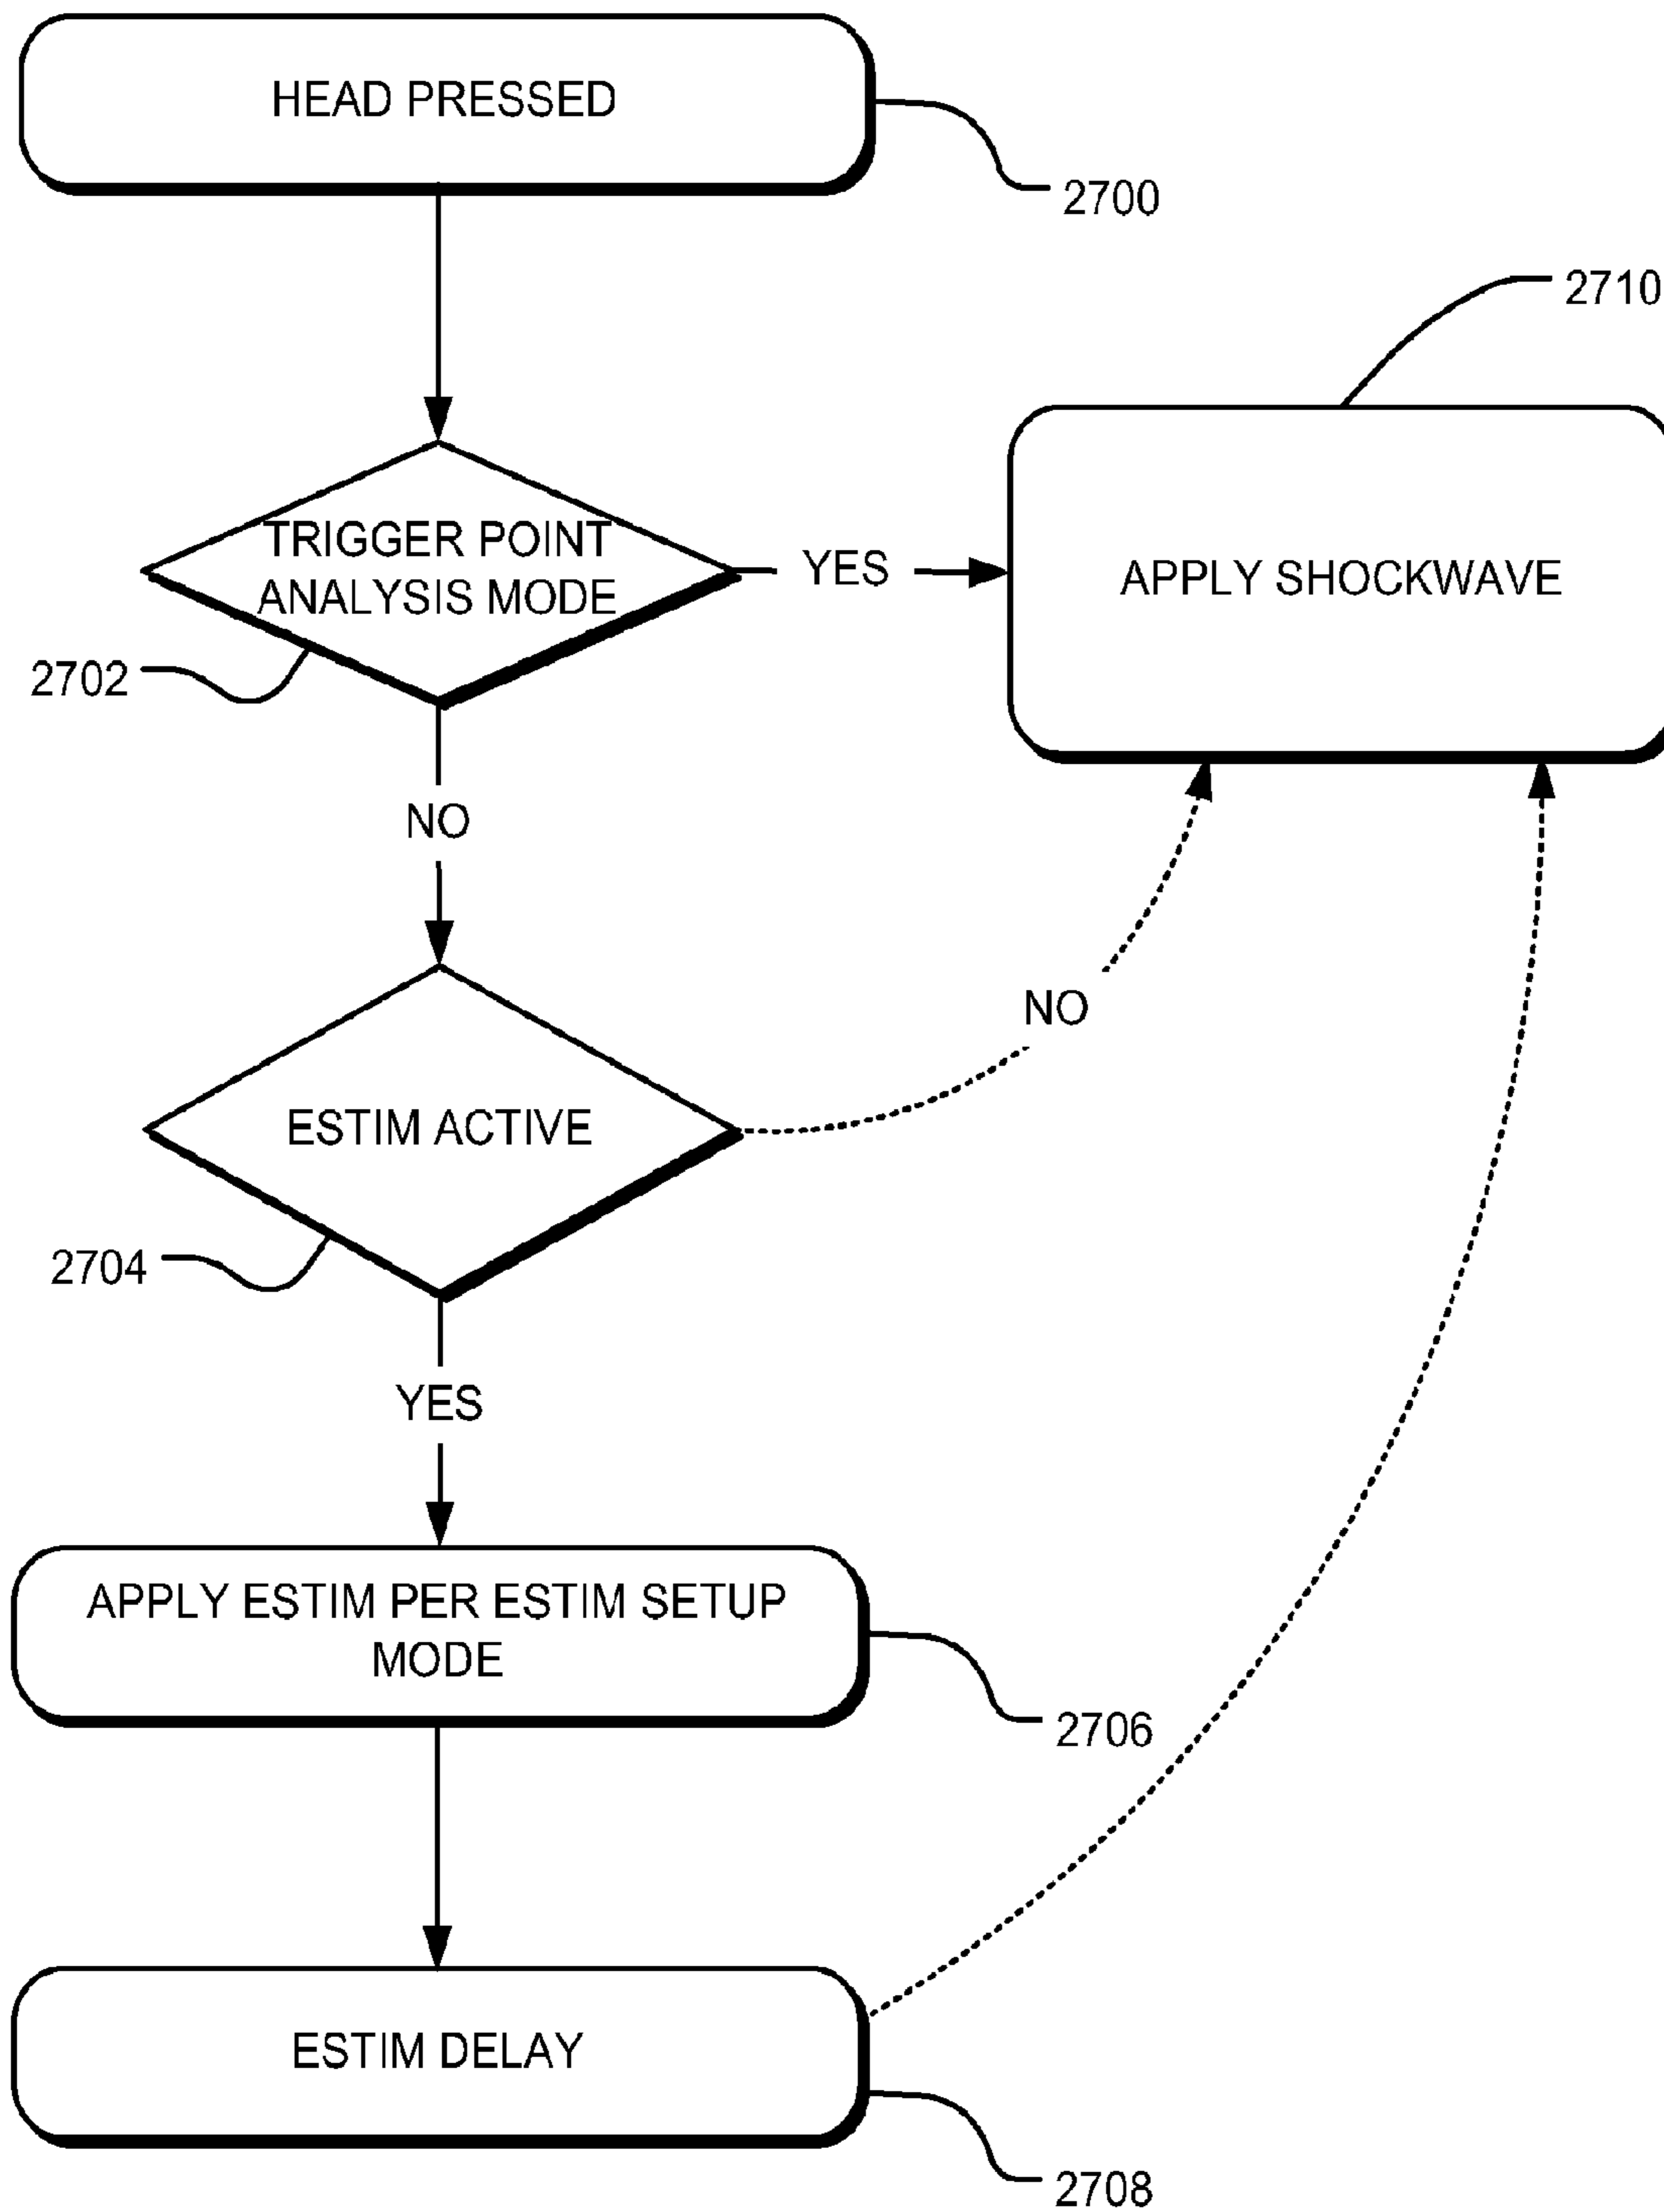 HEAD PRESSED
2700
2710
TRIGGER POINT
ANALYSIS MODE
YES
APPLY SHOCKWAVE
2702
NO
NO
ESTIM ACTIVE
2704
YES
APPLY ESTIM PER ESTIM SETUP
MODE
2706
ESTIM DELAY
2708